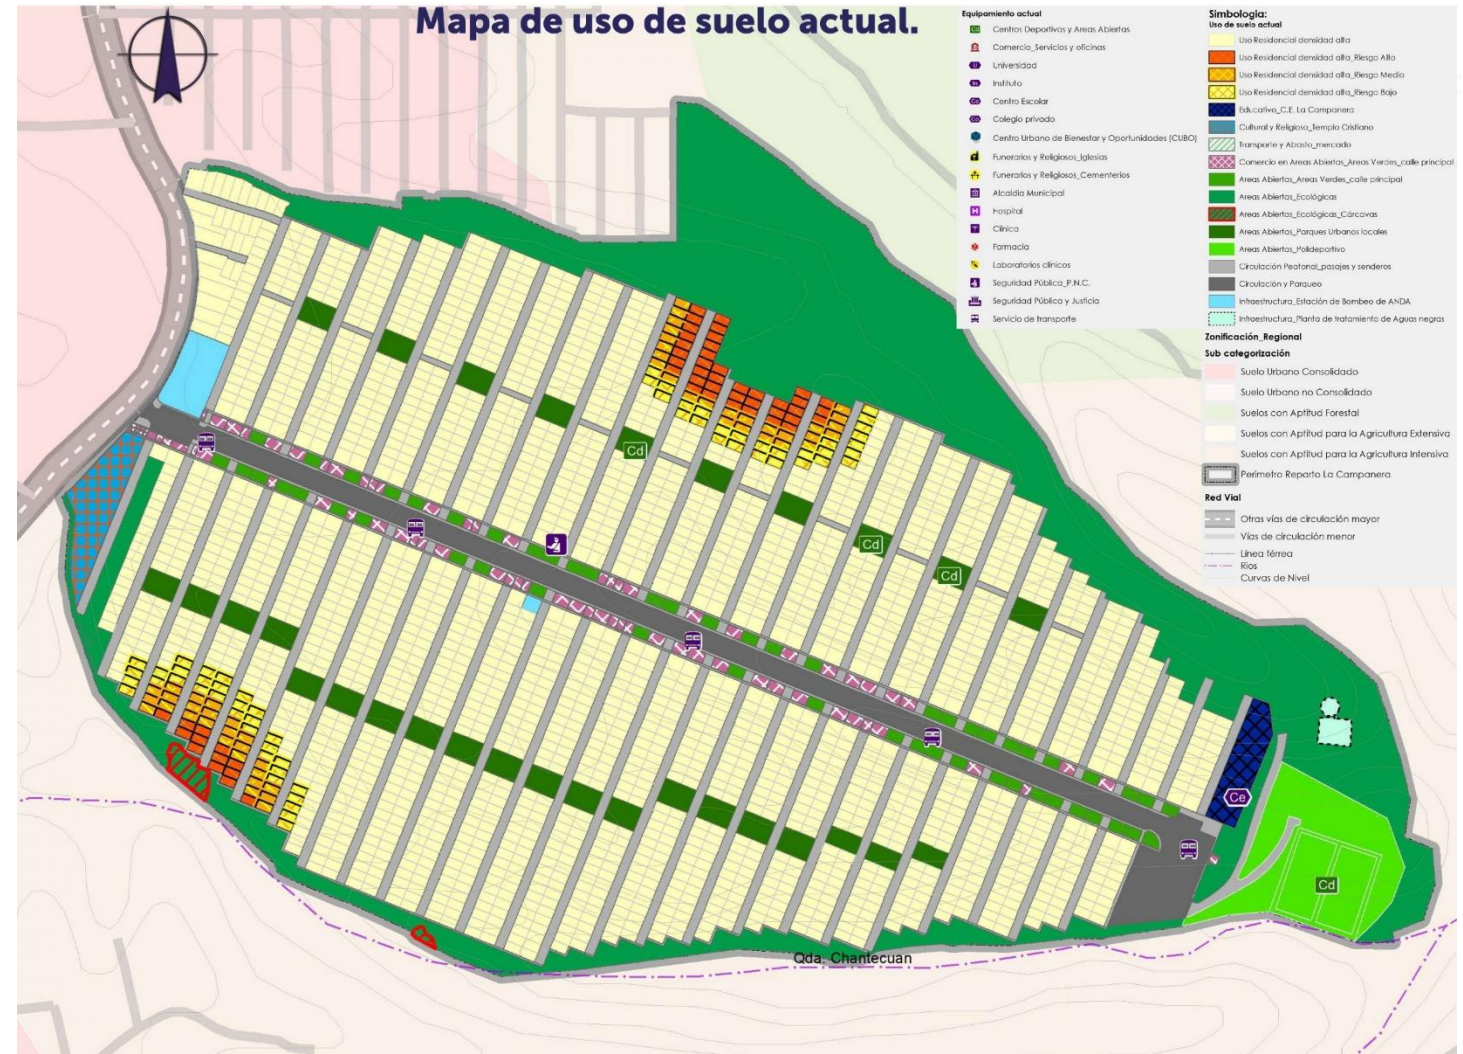 Mapa de uso de suelo actual.
Equipamiento actual
Cd Centros Deportivos y Areas Abiertas
Comercio_Servicios y oficinas
U Universidad
In Instituto
Ce Centro Escolar
Co Colegio privado
Centro Urbano de Bienestar y Oportunidades (CUBO)
Funerarios y Religiosos_Iglesias
Funerarios y Religiosos_Cementerios
Alcaldía Municipal
H Hospital
Clínica
Farmacia
Laboratorios clínicos
Seguridad Pública_P.N.C.
Seguridad Pública y Justicia
Servicio de transporte
Simbología:
Uso de suelo actual
Uso Residencial densidad alta
Uso Residencial densidad alta_Riesgo Alto
Uso Residencial densidad alta_Riesgo Medio
Uso Residencial densidad alta_Riesgo Bajo
Educativo_C.E. La Campanera
Cultural y Religioso_Templo Cristiano
Transporte y Abasto_mercado
Comercio en Areas Abiertas_Areas Verdes_calle principal
Areas Abiertas_Areas Verdes_calle principal
Areas Abiertas_Ecológicas
Areas Abiertas_Ecológicas_Cárcavas
Areas Abiertas_Parques Urbanos locales
Areas Abiertas_Polideportivo
Circulación Peatonal_pasajes y senderos
Circulación y Parqueo
Infraestructura_Estación de Bombeo de ANDA
Infraestructura_Planta de tratamiento de Aguas negras
Zonificación_Regional
Sub categorización
Suelo Urbano Consolidado
Suelo Urbano no Consolidado
Suelos con Aptitud Forestal
Suelos con Aptitud para la Agricultura Extensiva
Suelos con Aptitud para la Agricultura Intensiva
Perimetro Reparto La Campanera
Red Vial
Otras vías de circulación mayor
Vías de circulación menor
Línea férrea
Rios
Curvas de Nivel
Cd
Cd
Cd
Ce
Cd
Qda. Chantecuan